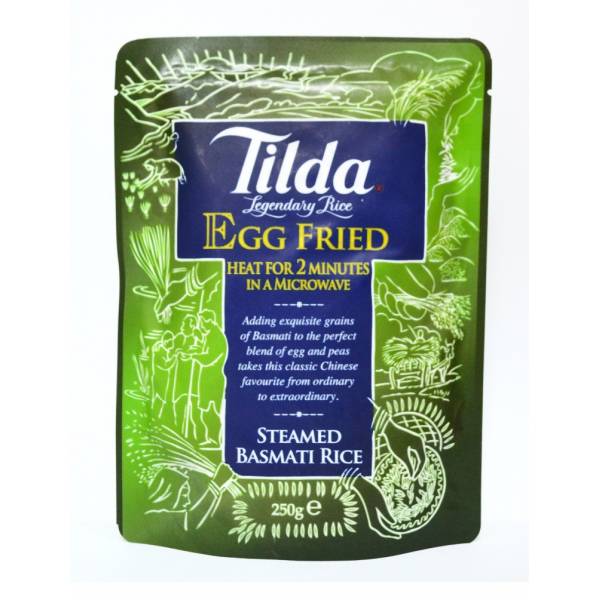 Tilda®
Legendary Rice
EGG FRIED
HEAT FOR 2 MINUTES
IN A MICROWAVE
Adding exquisite grains
of Basmati to the perfect
blend of egg and peas
takes this classic Chinese
favourite from ordinary
to extraordinary.
STEAMED
BASMATI RICE
250g e